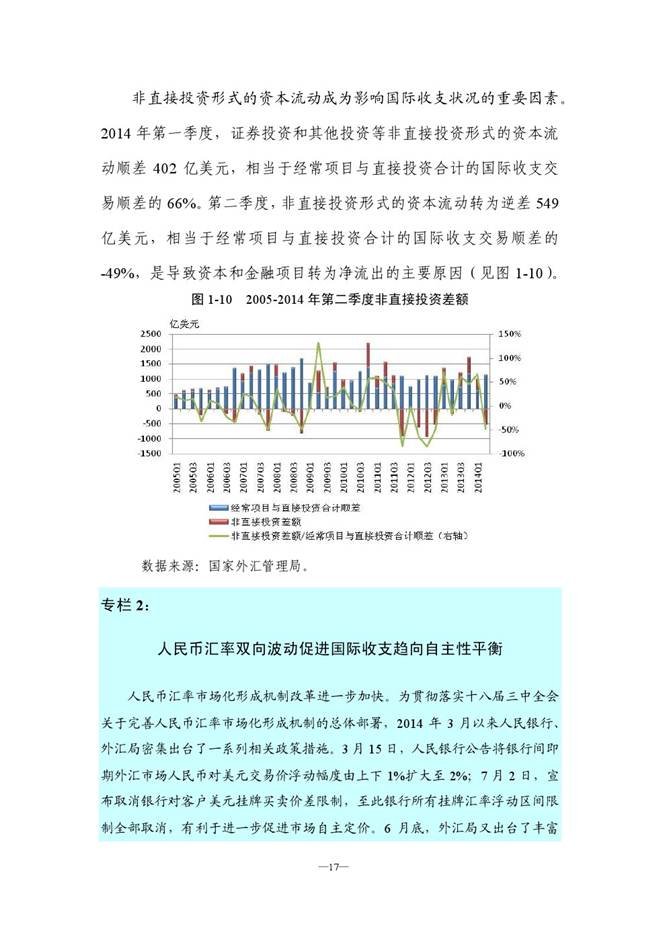 非直接投资形式的资本流动成为影响国际收支状况的重要因素。
2014 年第一季度，证券投资和其他投资等非直接投资形式的资本流
动顺差 402 亿美元，相当于经常项目与直接投资合计的国际收支交
易顺差的 66%。第二季度，非直接投资形式的资本流动转为逆差 549
亿美元，相当于经常项目与直接投资合计的国际收支交易顺差的
-49%，是导致资本和金融项目转为净流出的主要原因（见图 1-10）。
图 1-10 2005-2014 年第二季度非直接投资差额
亿美元
2500
2000
1500
1000
500
0
-500
-1000
-1500
150%
100%
50%
0%
-50%
-100%
2005Q1
2005Q3
2006Q1
2006Q3
2007Q1
2007Q3
2008Q1
2008Q3
2009Q1
2009Q3
2010Q1
2010Q3
2011Q1
2011Q3
2012Q1
2012Q3
2013Q1
2013Q3
2014Q1
经常项目与直接投资合计顺差
非直接投资差额
非直接投资差额/经常项目与直接投资合计顺差（右轴）
数据来源：国家外汇管理局。
专栏 2：
人民币汇率双向波动促进国际收支趋向自主性平衡
人民币汇率市场化形成机制改革进一步加快。为贯彻落实十八届三中全会
关于完善人民币汇率市场化形成机制的总体部署，2014 年 3 月以来人民银行、
外汇局密集出台了一系列相关政策措施。3 月 15 日，人民银行公告将银行间即
期外汇市场人民币对美元交易价浮动幅度由上下 1%扩大至 2%；7 月 2 日，宣
布取消银行对客户美元挂牌买卖价差限制，至此银行所有挂牌汇率浮动区间限
制全部取消，有利于进一步促进市场自主定价。6 月底，外汇局又出台了丰富
—17—